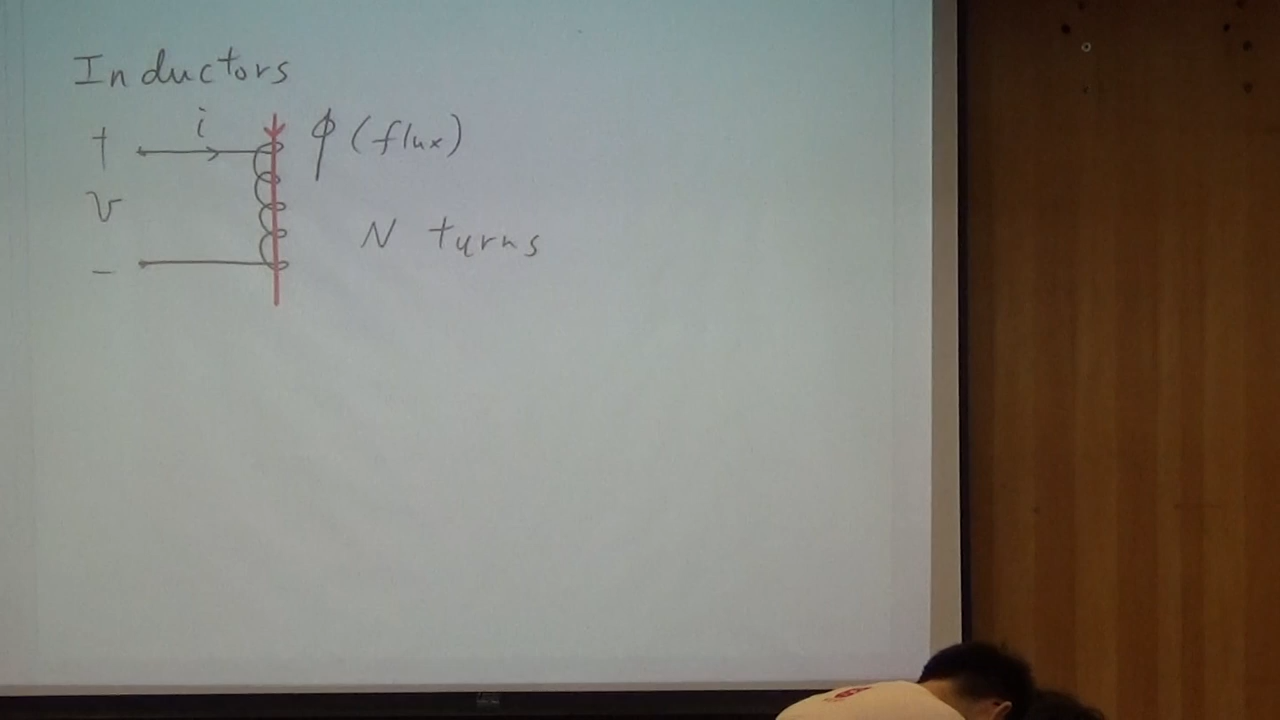 Inductors
i
+
ϕ (flux)
v
N turns
−